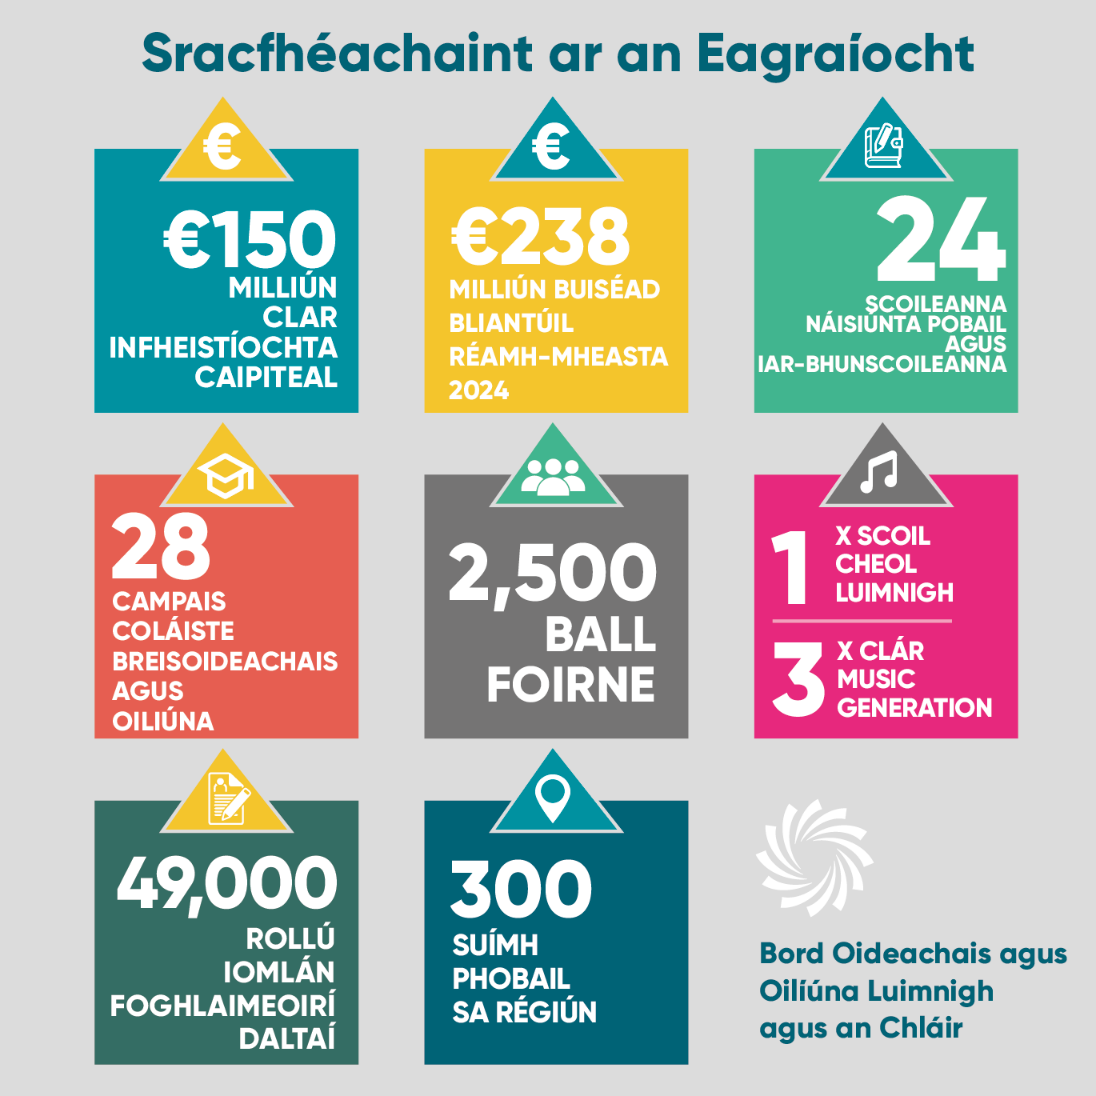 Sracfhéachaint ar an Eagraíocht
€
€150
MILLIÚN
CLAR
INFHEISTÍOCHTA
CAIPITEAL
€
€238
MILLIÚN BUISÉAD
BLIANTÚIL
RÉAMH-MHEASTA
2024
24
SCOILEANNA
NÁISIÚNTA POBAIL
AGUS
IAR-BHUNSCOILEANNA
28
CAMPAIS
COLÁISTE
BREISOIDEACHAIS
AGUS
OILIÚNA
2,500
BALL
FOIRNE
1
X SCOIL
CHEOL
LUIMNIGH
3
X CLÁR
MUSIC
GENERATION
49,000
ROLLÚ
IOMLÁN
FOGHLAIMEOIRÍ
DALTAÍ
300
SUÍMH
PHOBAIL
SA RÉGIÚN
Bord Oideachais agus
Oilíúna Luimnigh
agus an Chláir